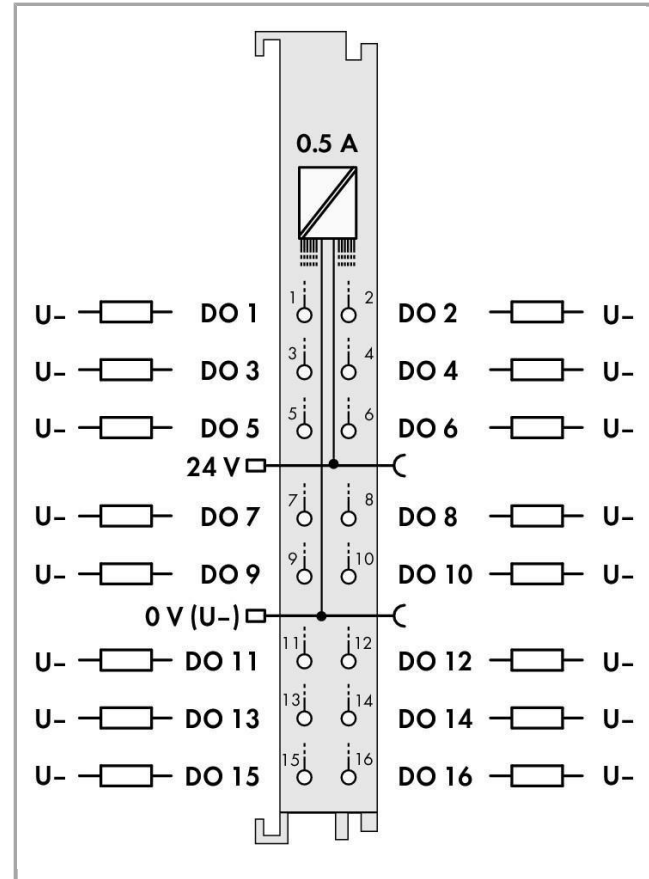 0.5 A
U- DO 1 1 2 DO 2 U-
U- DO 3 3 4 DO 4 U-
U- DO 5 5 6 DO 6 U-
24 V
U- DO 7 7 8 DO 8 U-
U- DO 9 9 10 DO 10 U-
0 V (U-)
U- DO 11 11 12 DO 12 U-
U- DO 13 13 14 DO 14 U-
U- DO 15 15 16 DO 16 U-